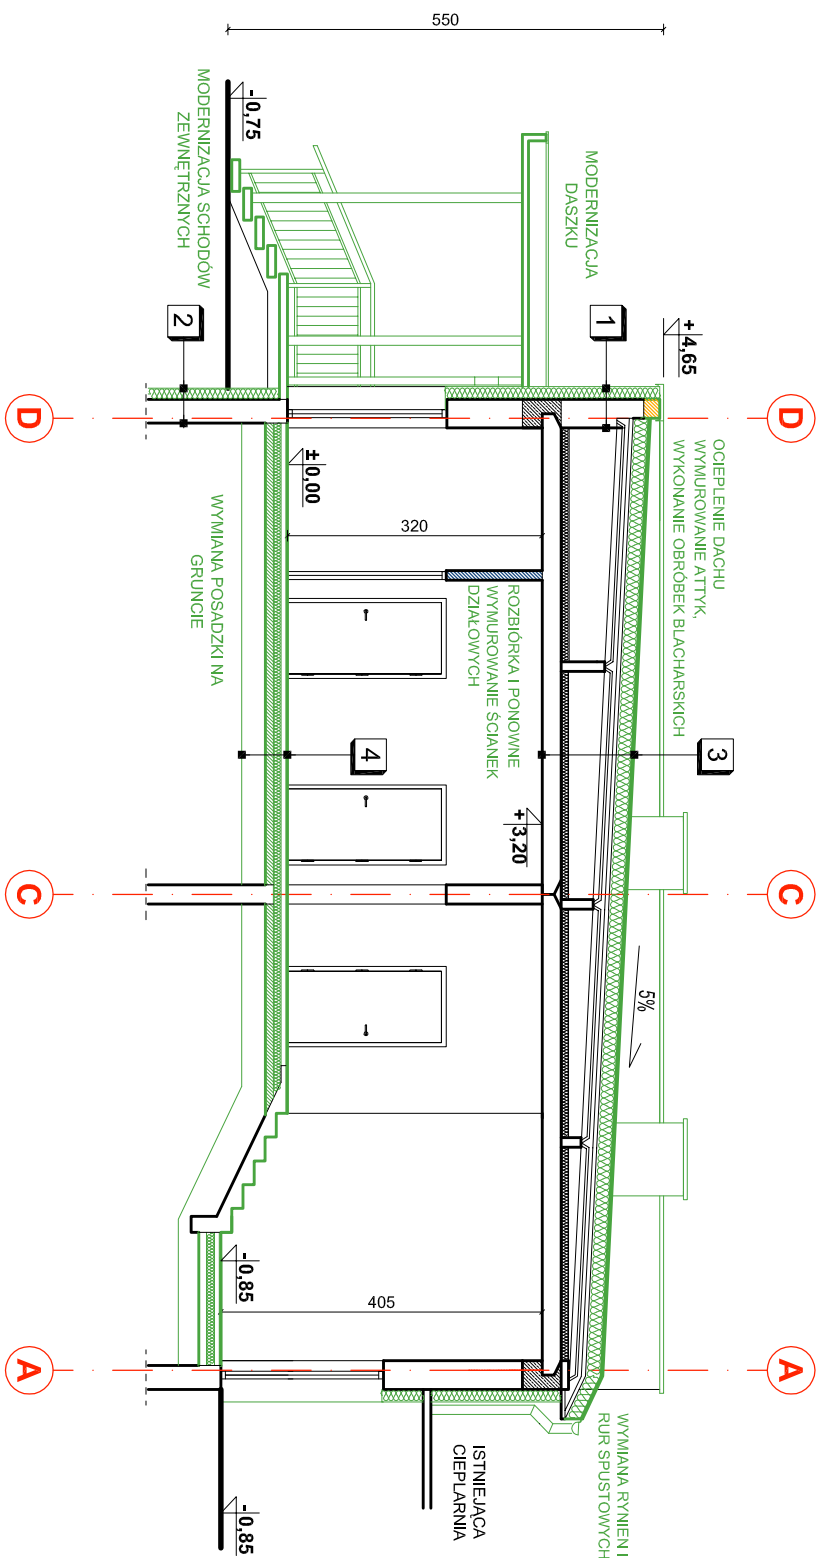 550
- 0,75
MODERNIZACJA SCHODÓW
ZEWNĘTRZNYCH
MODERNIZACJA
DASZKU
+ 4,65
1
2
D
D
OCIEPLENIE DACHU
WYMUROWANIE ATTYK,
WYKONANIE OBRÓBEK BLACHARSKICH
± 0,00
320
WYMIANA POSADZKI NA
GRUNCIE
ROZBIÓRKA I PONOWNE
WYMUROWANIE ŚCIANEK
DZIAŁOWYCH
3
4
+ 3,20
C
C
5%
- 0,85
405
A
A
WYMIANA RYNIEN I
RUR SPUSTOWYCH
ISTNIEJĄCA
CIEPLARNIA
- 0,85